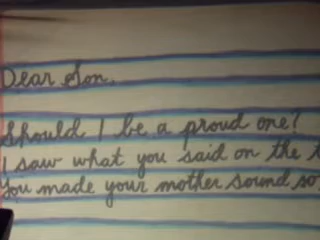 Dear Son,
Should I be a proud one?
I saw what you said on the
You made your mother sound so